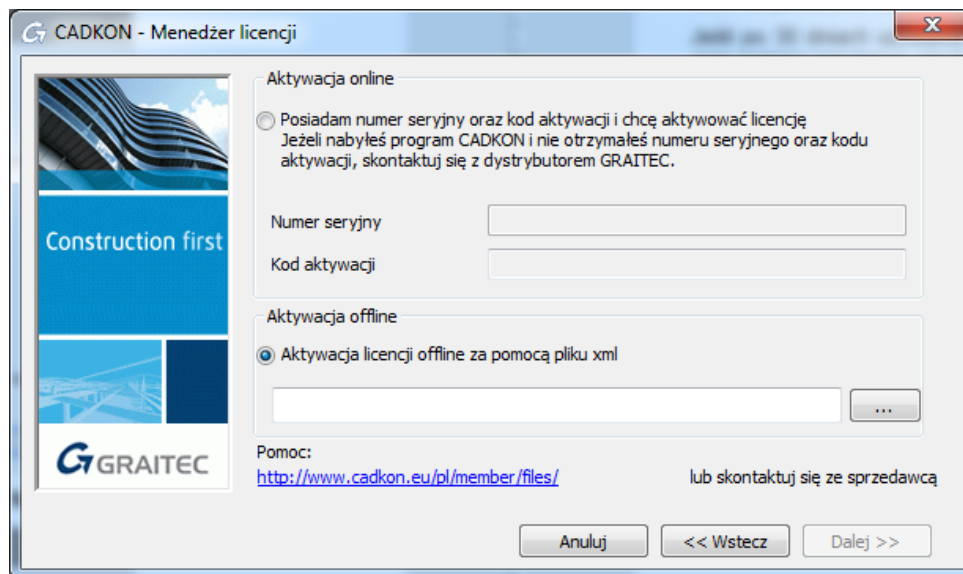 CADKON - Menedżer licencji
Aktywacja online
Posiadam numer seryjny oraz kod aktywacji i chcę aktywować licencję
Jeżeli nabyłeś program CADKON i nie otrzymałeś numeru seryjnego oraz kodu
aktywacji, skontaktuj się z dystrybutorem GRAITEC.
Numer seryjny
Kod aktywacji
Construction first
Aktywacja offline
Aktywacja licencji offline za pomocą pliku xml
...
GRAITEC
Pomoc:
http://www.cadkon.eu/pl/member/files/ lub skontaktuj się ze sprzedawcą
Anuluj << Wstecz Dalej >>